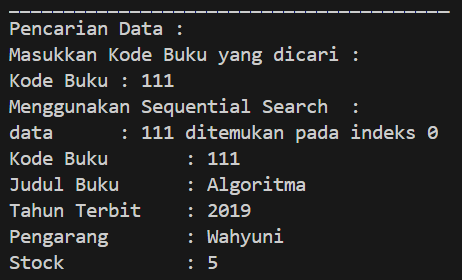 ________________________________________
Pencarian Data :
Masukkan Kode Buku yang dicari :
Kode Buku : 111
Menggunakan Sequential Search  :
data      : 111 ditemukan pada indeks 0
Kode Buku       : 111
Judul Buku      : Algoritma
Tahun Terbit    : 2019
Pengarang       : Wahyuni
Stock           : 5